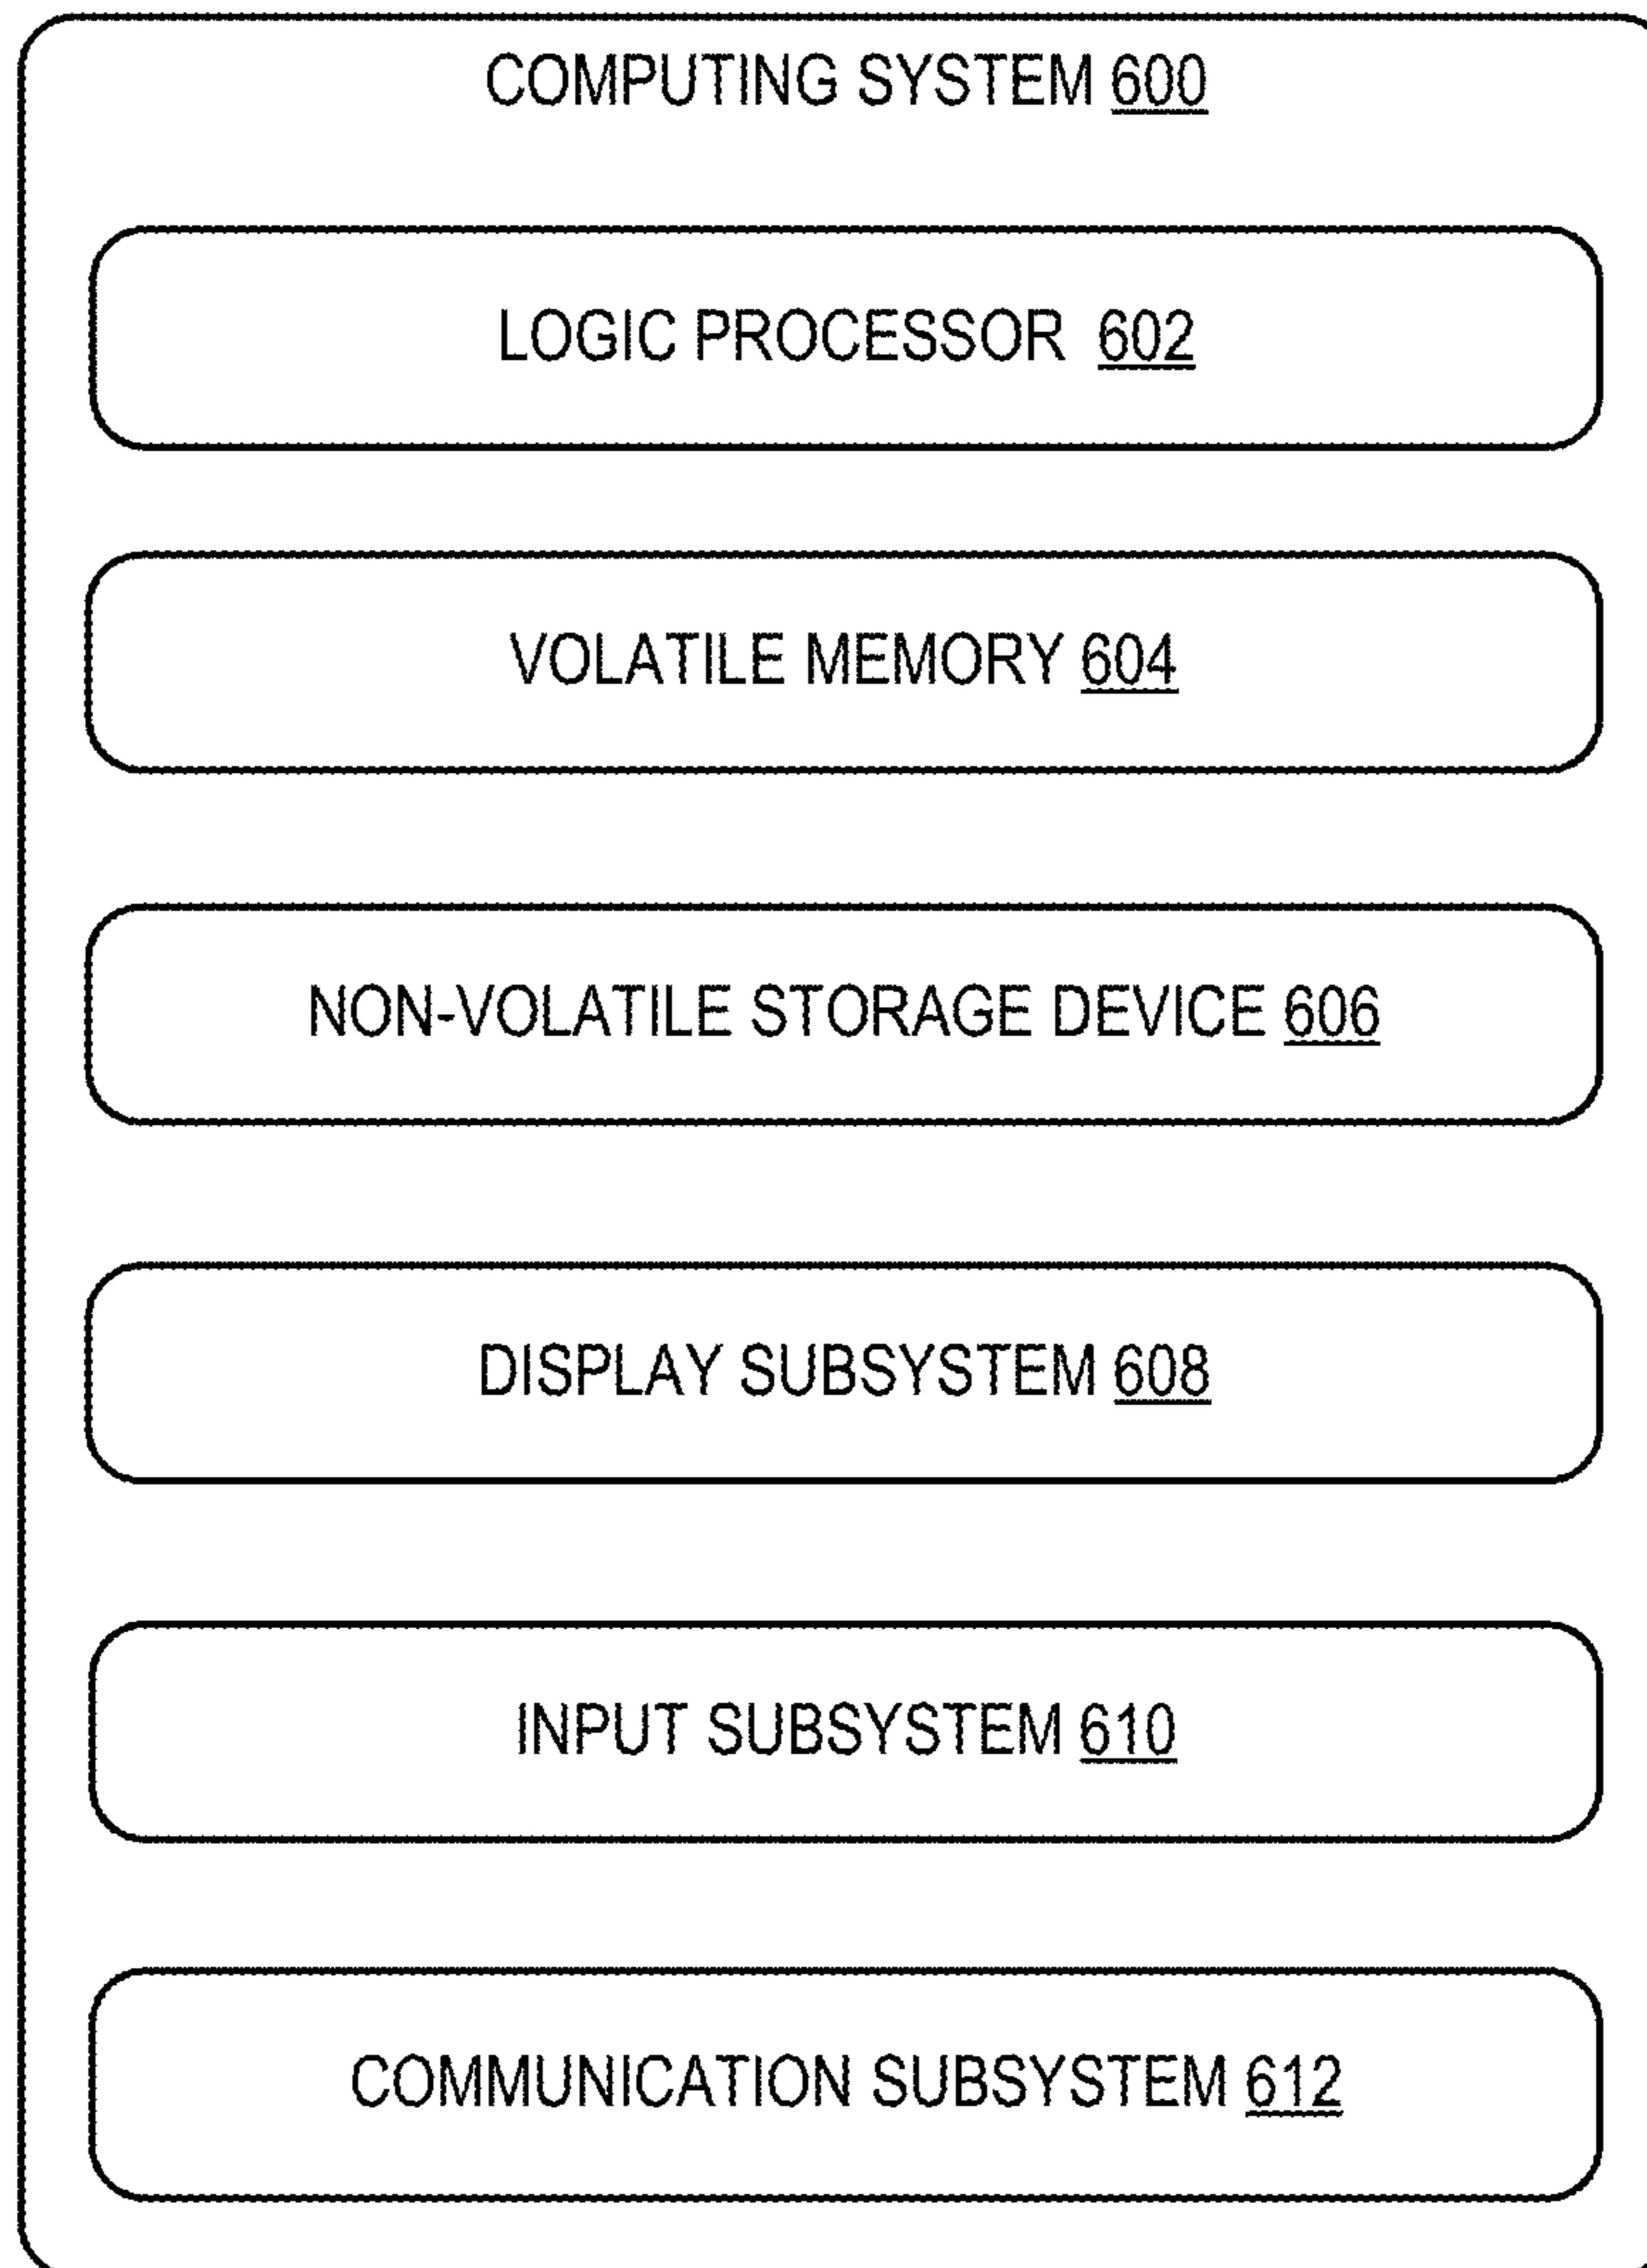 COMPUTING SYSTEM 600
LOGIC PROCESSOR 602
VOLATILE MEMORY 604
NON-VOLATILE STORAGE DEVICE 606
DISPLAY SUBSYSTEM 608
INPUT SUBSYSTEM 610
COMMUNICATION SUBSYSTEM 612